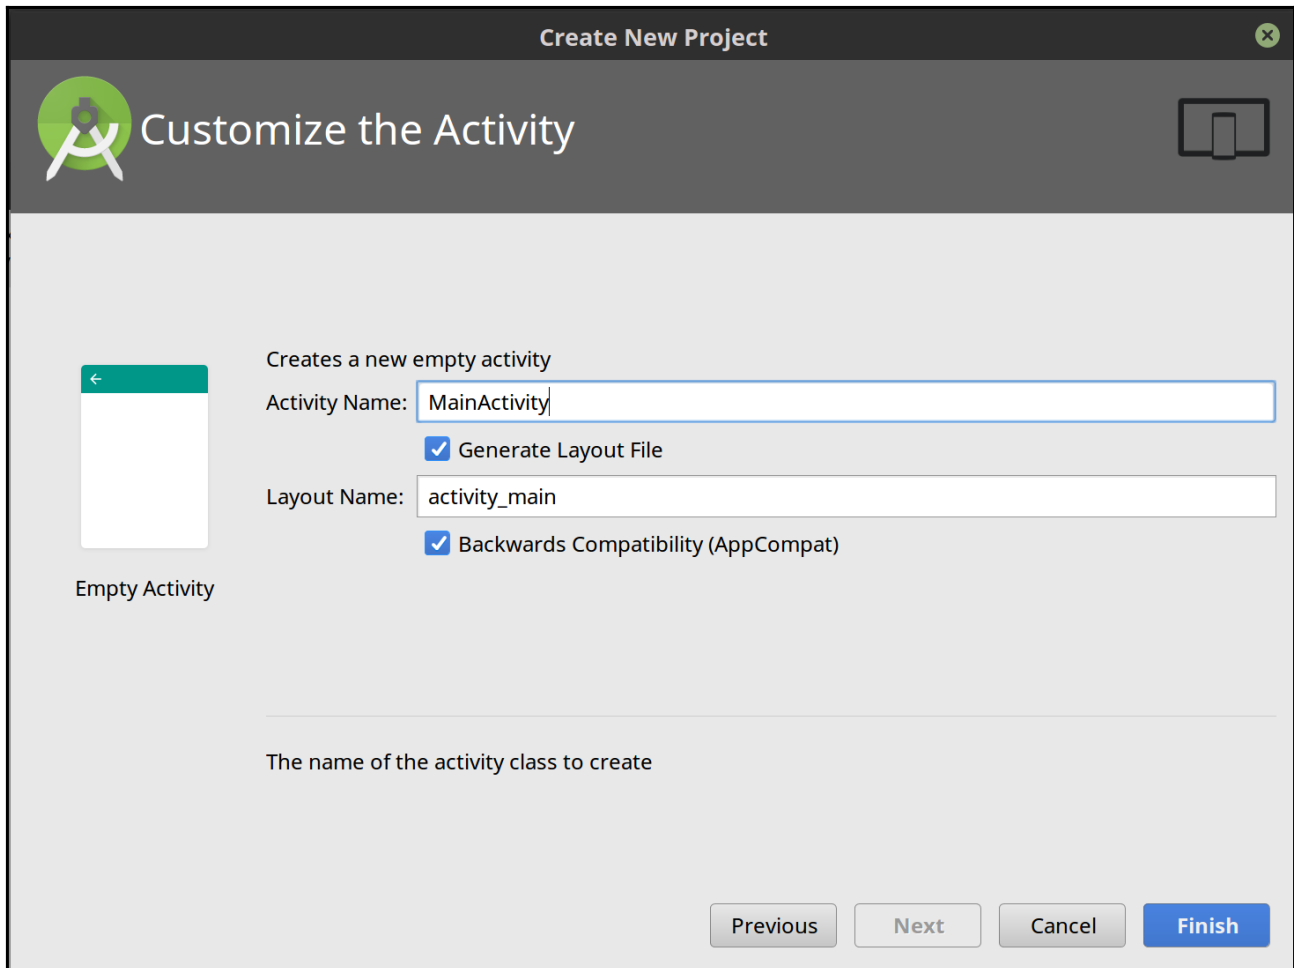 Create New Project
Customize the Activity
Creates a new empty activity
Activity Name: MainActivity
Generate Layout File
Layout Name: activity_main
Backwards Compatibility (AppCompat)
Empty Activity
The name of the activity class to create
Previous Next Cancel Finish